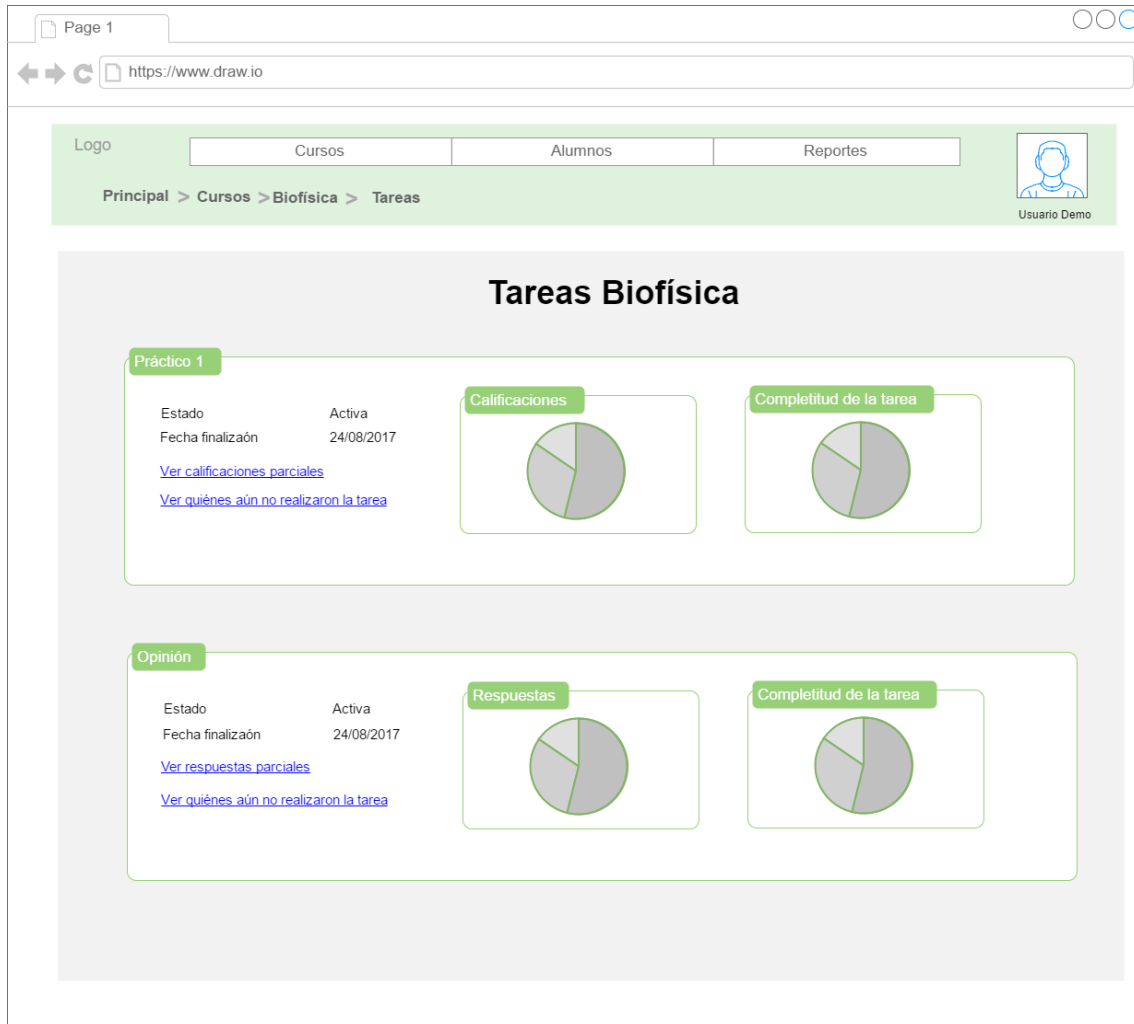 Page 1
https://www.draw.io
Logo
Cursos
Alumnos
Reportes
Principal > Cursos > Biofísica > Tareas
Usuario Demo
Tareas Biofísica
Práctico 1
Estado Activa
Fecha finalizaón 24/08/2017
Ver calificaciones parciales
Ver quiénes aún no realizaron la tarea
Calificaciones
Completitud de la tarea
Opinión
Estado Activa
Fecha finalizaón 24/08/2017
Ver respuestas parciales
Ver quiénes aún no realizaron la tarea
Respuestas
Completitud de la tarea